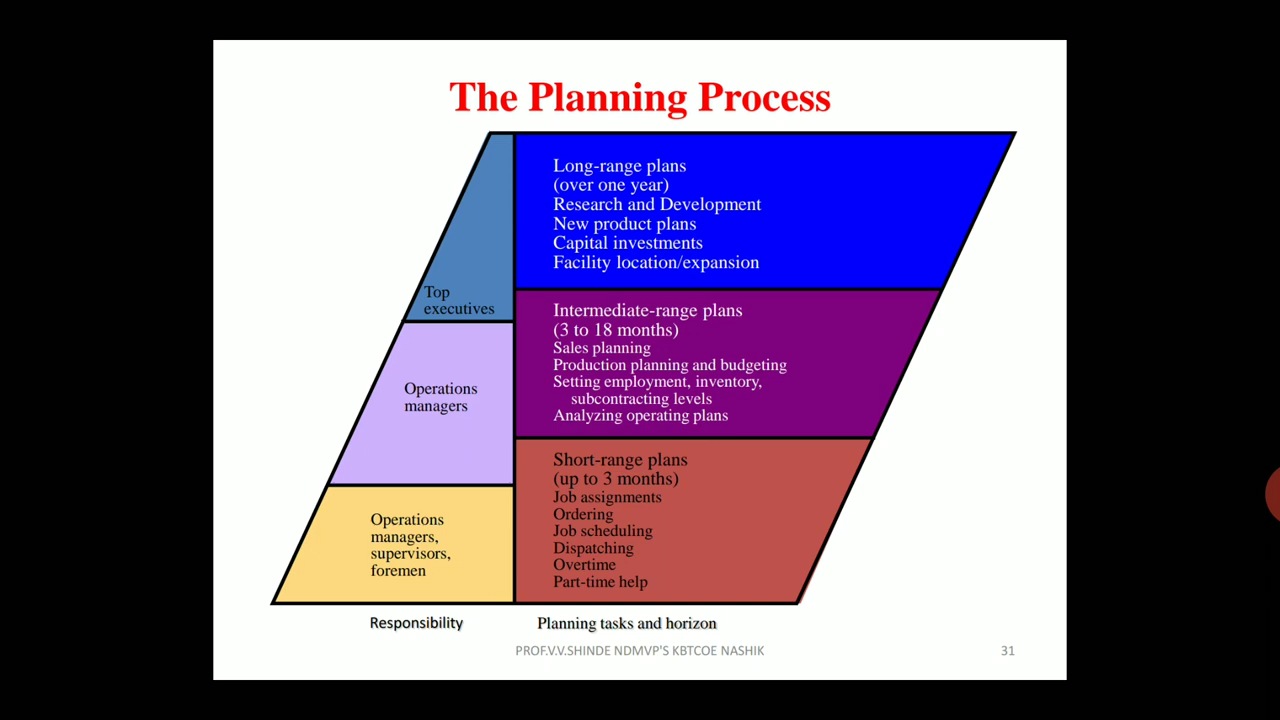 The Planning Process
Long-range plans
(over one year)
Research and Development
New product plans
Capital investments
Facility location/expansion
Top
executives
Intermediate-range plans
(3 to 18 months)
Sales planning
Production planning and budgeting
Setting employment, inventory,
subcontracting levels
Analyzing operating plans
Operations
managers
Short-range plans
(up to 3 months)
Job assignments
Ordering
Job scheduling
Dispatching
Overtime
Part-time help
Operations
managers,
supervisors,
foremen
Responsibility
Planning tasks and horizon
PROF.V.V.SHINDE NDMVP'S KBTCOE NASHIK
31